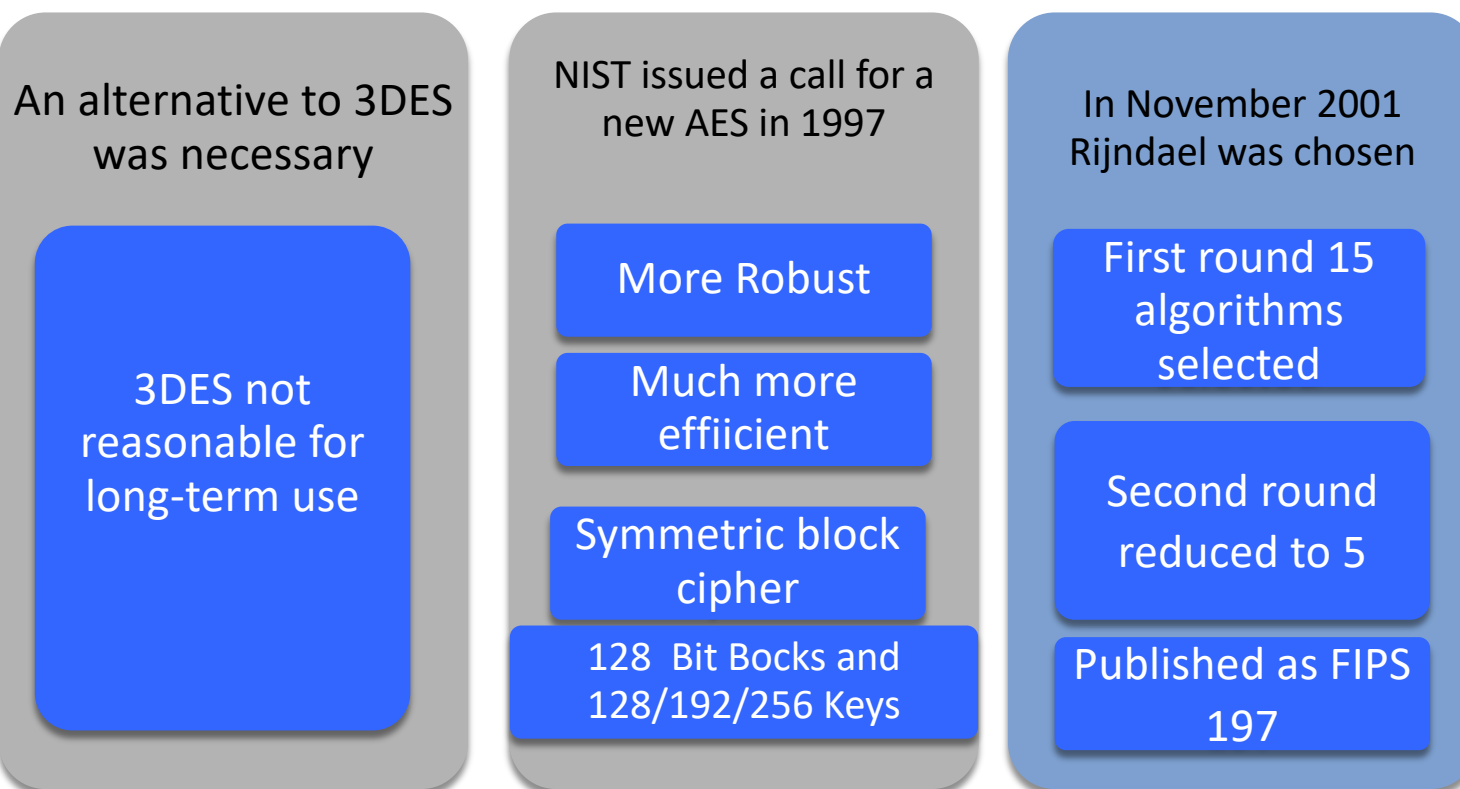 An alternative to 3DES
was necessary
3DES not
reasonable for
long-term use
NIST issued a call for a
new AES in 1997
More Robust
Much more
effiicient
Symmetric block
cipher
128 Bit Bocks and
128/192/256 Keys
In November 2001
Rijndael was chosen
First round 15
algorithms
selected
Second round
reduced to 5
Published as FIPS
197